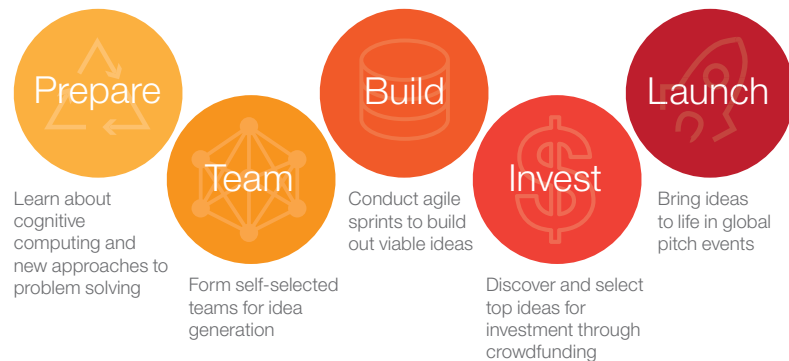 Prepare
Learn about
cognitive
computing and
new approaches to
problem solving
Team
Form self-selected
teams for idea
generation
Build
Conduct agile
sprints to build
out viable ideas
Invest
Discover and select
top ideas for
investment through
crowdfunding
Launch
Bring ideas
to life in global
pitch events